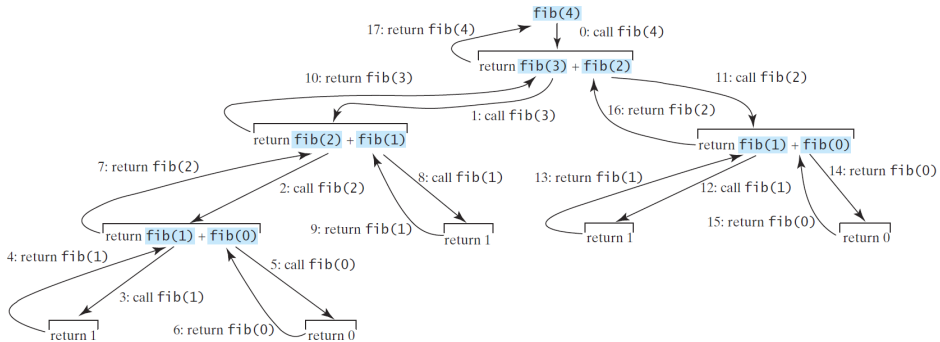 fib(4)
17: return fib(4)
0: call fib(4)
return fib(3) + fib(2)
10: return fib(3)
11: call fib(2)
1: call fib(3)
16: return fib(2)
return fib(2) + fib(1)
return fib(1) + fib(0)
7: return fib(2)
8: call fib(1)
13: return fib(1)
14: return fib(0)
2: call fib(2)
12: call fib(1)
9: return fib(1)
15: return fib(0)
return fib(1) + fib(0)
return 1
return 1
return 0
4: return fib(1)
5: call fib(0)
3: call fib(1)
6: return fib(0)
return 1
return 0